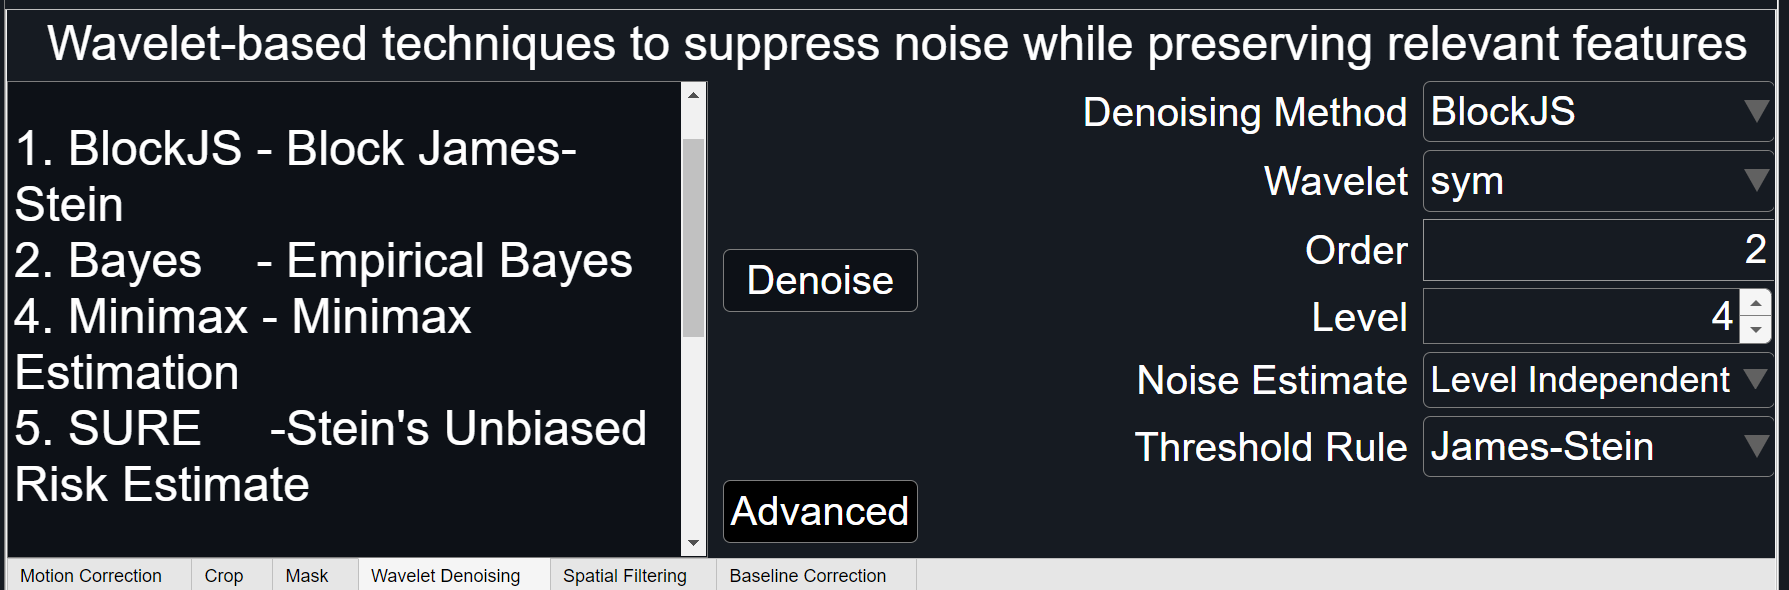 Wavelet-based techniques to suppress noise while preserving relevant features
1. BlockJS - Block James-
Stein
2. Bayes - Empirical Bayes
4. Minimax - Minimax
Estimation
5. SURE -Stein's Unbiased
Risk Estimate
Denoise
Advanced
Denoising Method BlockJS
Wavelet sym
Order 2
Level 4
Noise Estimate Level Independent
Threshold Rule James-Stein
Motion Correction Crop Mask Wavelet Denoising Spatial Filtering Baseline Correction